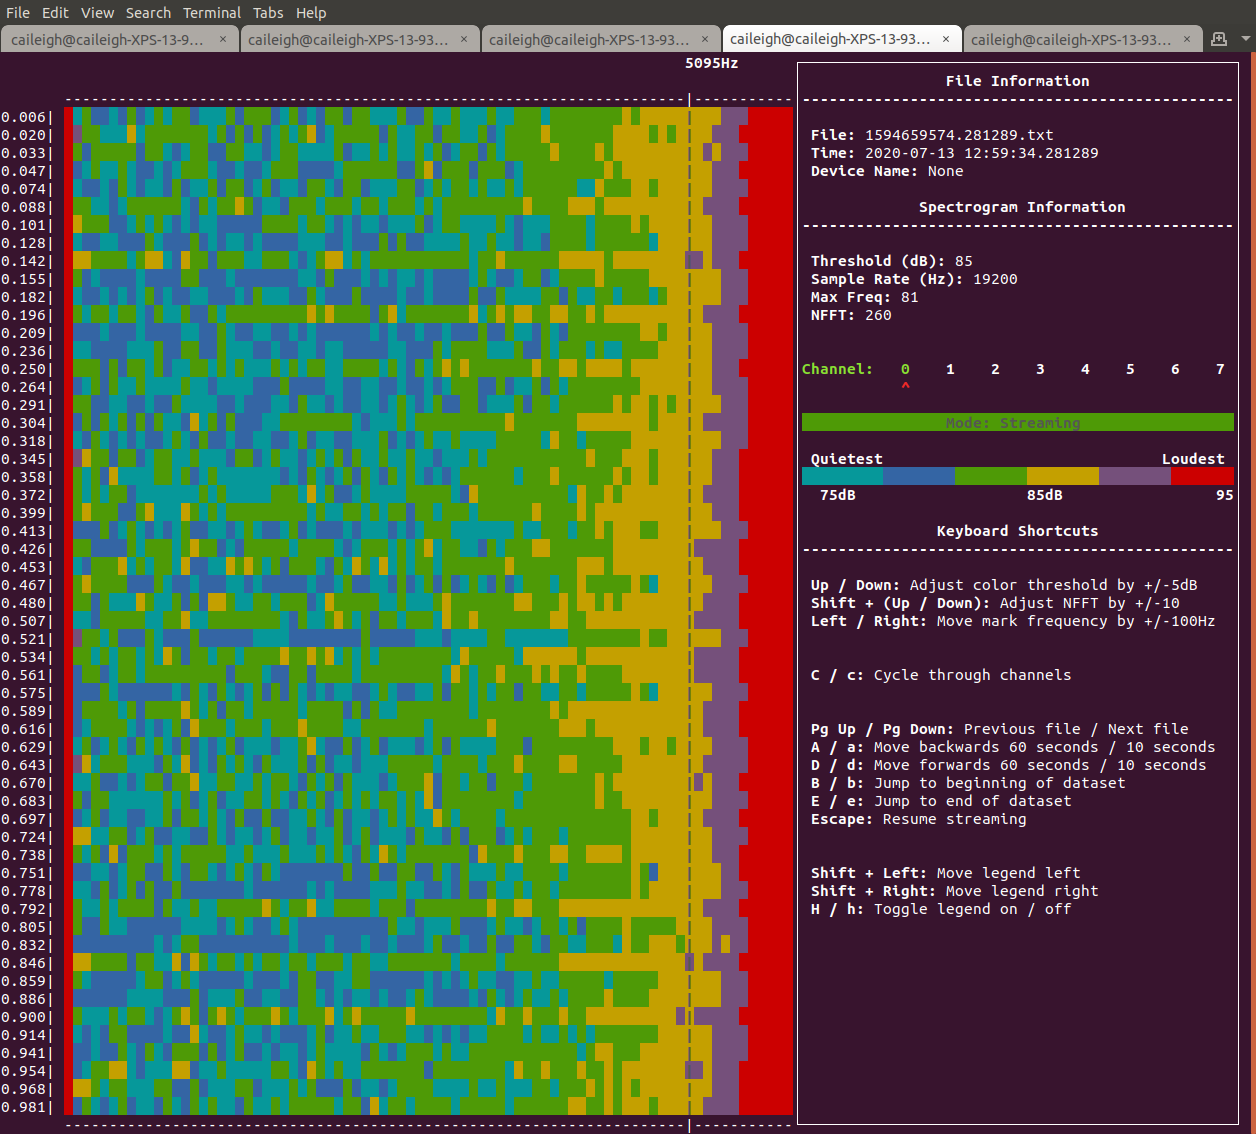 File Edit View Search Terminal Tabs Help
caileigh@caileigh-XPS-13-9... × caileigh@caileigh-XPS-13-93... × caileigh@caileigh-XPS-13-93... × caileigh@caileigh-XPS-13-93... × caileigh@caileigh-XPS-13-93... ×
5095Hz
0.006|
0.020|
0.033|
0.047|
0.074|
0.088|
0.101|
0.128|
0.142|
0.155|
0.182|
0.196|
0.209|
0.236|
0.250|
0.264|
0.291|
0.304|
0.318|
0.345|
0.358|
0.372|
0.399|
0.413|
0.426|
0.453|
0.467|
0.480|
0.507|
0.521|
0.534|
0.561|
0.575|
0.589|
0.616|
0.629|
0.643|
0.670|
0.683|
0.697|
0.724|
0.738|
0.751|
0.778|
0.792|
0.805|
0.832|
0.846|
0.859|
0.886|
0.900|
0.914|
0.941|
0.954|
0.968|
0.981|
File Information
File: 1594659574.281289.txt
Time: 2020-07-13 12:59:34.281289
Device Name: None
Spectrogram Information
Threshold (dB): 85
Sample Rate (Hz): 19200
Max Freq: 81
NFFT: 260
Channel: 0 1 2 3 4 5 6 7
^
Mode: Streaming
Quietest Loudest
75dB 85dB 95
Keyboard Shortcuts
Up / Down: Adjust color threshold by +/-5dB
Shift + (Up / Down): Adjust NFFT by +/-10
Left / Right: Move mark frequency by +/-100Hz
C / c: Cycle through channels
Pg Up / Pg Down: Previous file / Next file
A / a: Move backwards 60 seconds / 10 seconds
D / d: Move forwards 60 seconds / 10 seconds
B / b: Jump to beginning of dataset
E / e: Jump to end of dataset
Escape: Resume streaming
Shift + Left: Move legend left
Shift + Right: Move legend right
H / h: Toggle legend on / off